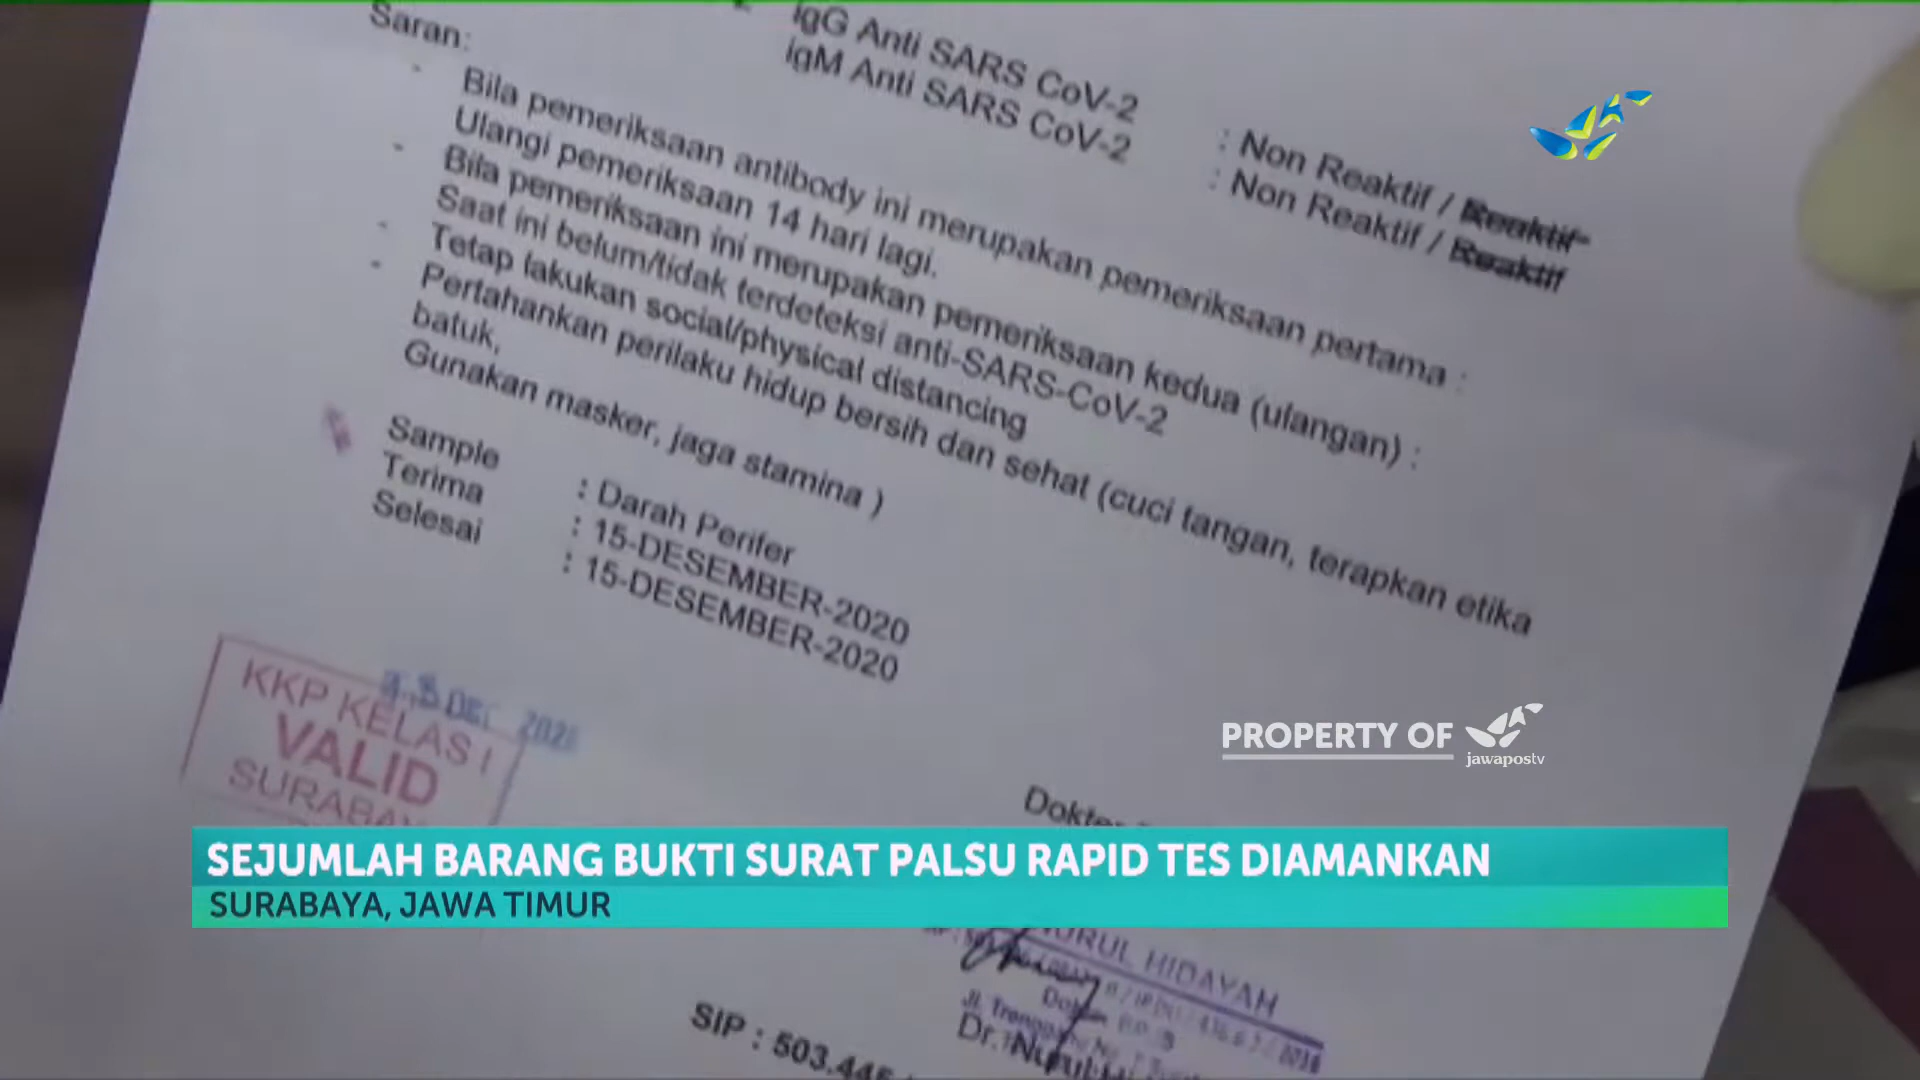 Saran:
IgG Anti SARS CoV-2 : Non Reaktif / Reaktif
IgM Anti SARS CoV-2 : Non Reaktif / Reaktif
- Bila pemeriksaan antibody ini merupakan pemeriksaan pertama :
Ulangi pemeriksaan 14 hari lagi.
- Bila pemeriksaan ini merupakan pemeriksaan kedua (ulangan) :
Saat ini belum/tidak terdeteksi anti-SARS-CoV-2
- Tetap lakukan social/physical distancing
- Pertahankan perilaku hidup bersih dan sehat (cuci tangan, terapkan etika
batuk,
Gunakan masker, jaga stamina )
Sample : Darah Perifer
Terima : 15-DESEMBER-2020
Selesai : 15-DESEMBER-2020
DEC
KKP KELAS I
VALID
PROPERTY OF
jawapostv
SEJUMLAH BARANG BUKTI SURAT PALSU RAPID TES DIAMANKAN
SURABAYA, JAWA TIMUR
NURUL HIDAYAH
Dr.
SIP : 503.445